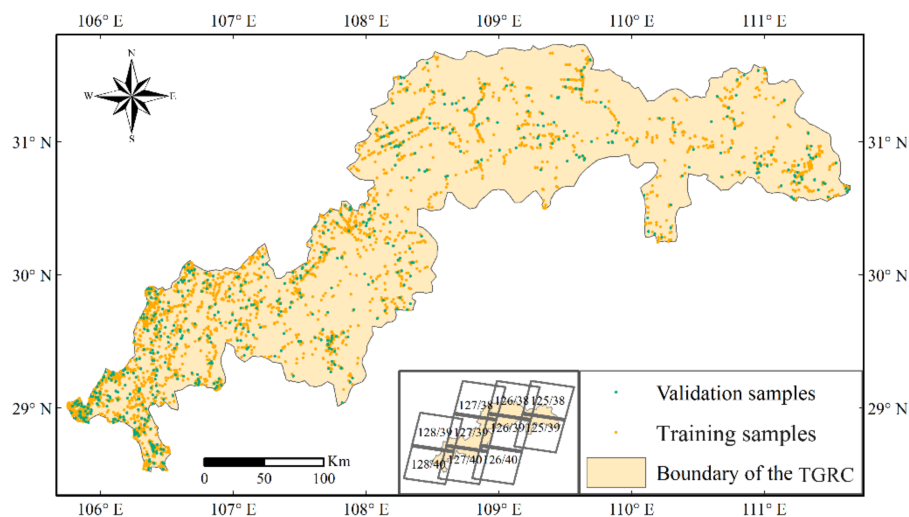 106° E 107° E 108° E 109° E 110° E 111° E
N
W E
S
31° N 31° N
30° N 30° N
29° N 29° N
127/38 126/38 125/38
128/39 127/39 126/39 125/39
128/40 127/40 126/40
Validation samples
Training samples
Boundary of the TGRC
Km
0 50 100
106° E 107° E 108° E 109° E 110° E 111° E